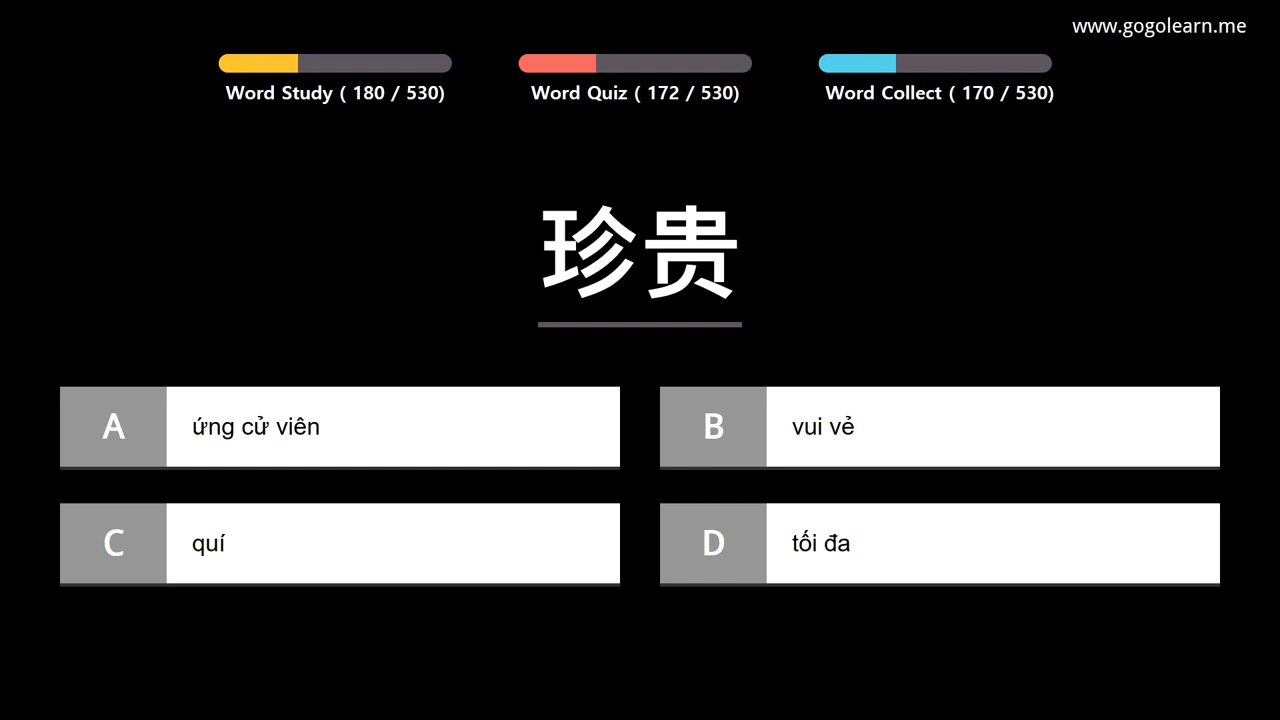 www.gogolearn.me
Word Study ( 180 / 530)
Word Quiz ( 172 / 530)
Word Collect ( 170 / 530)
珍贵
A ứng cử viên
B vui vẻ
C quí
D tối đa